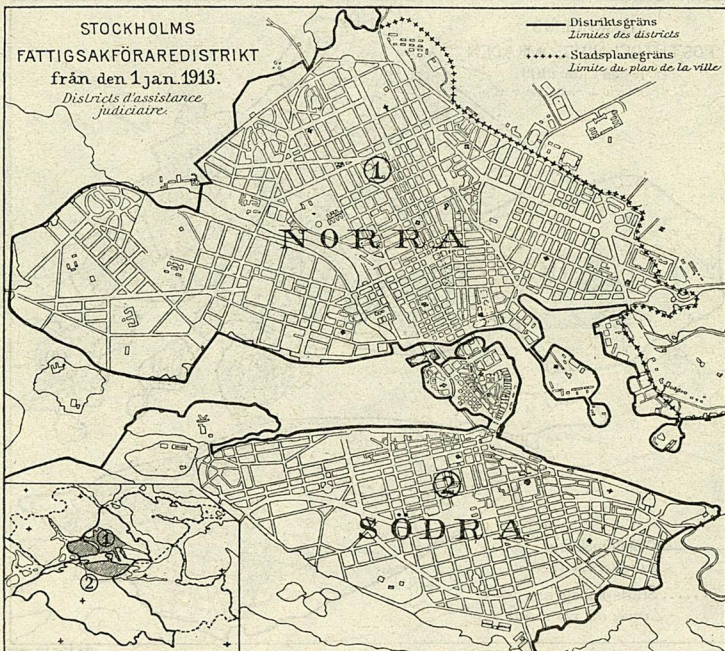 STOCKHOLMS
FATTIGSAKFÖRAREDISTRIKT
från den 1 jan. 1913.
Districts d'assistance
judiciaire.
Distriktsgräns
Limites des districts
Stadsplanegräns
Limite du plan de la ville
1
NORRA
2
SÖDRA
1
2